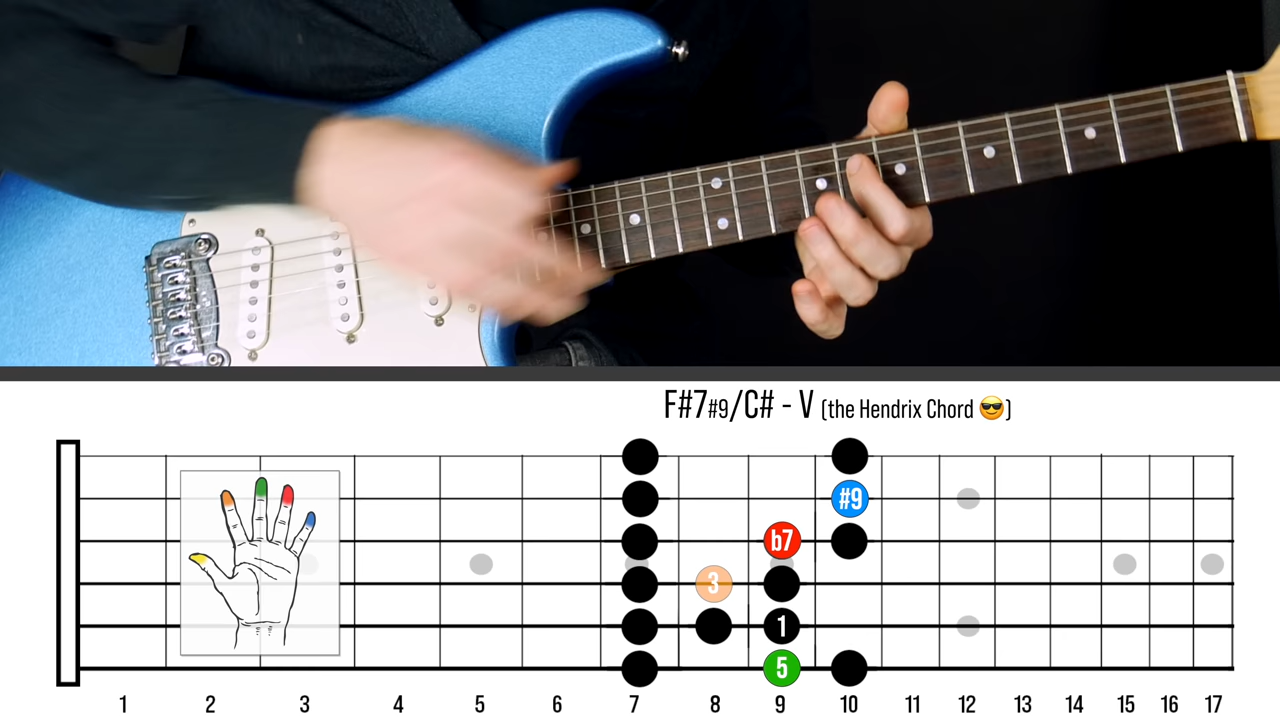 F#7#9/C# - V (the Hendrix Chord 😎)
#9
b7
3
1
5
1 2 3 4 5 6 7 8 9 10 11 12 13 14 15 16 17